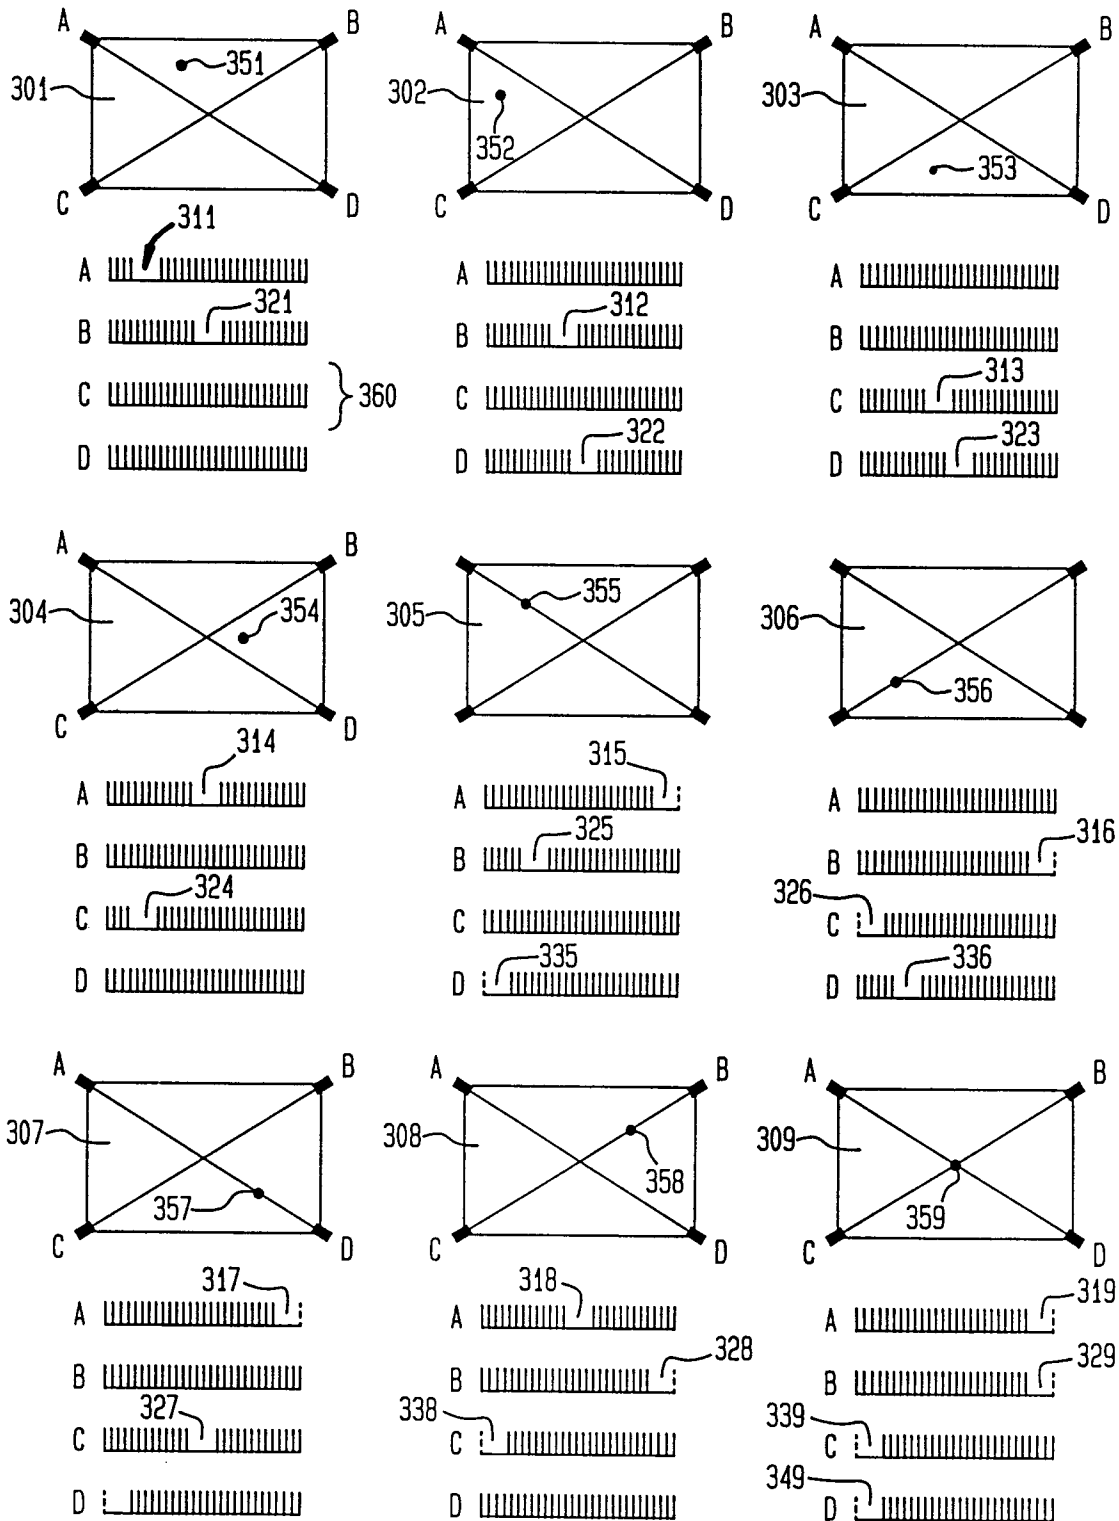 A B A B A B
351
301 302 303
352 353
C D C D C D
311
A A A
321 312
B B B
360 313
C C C
322 323
D D D
A B
355
304 354 305 306
356
C D
314 315
A A A
325 316
B B B
324 326
C C C
335 336
D D D
A B A B A B
307 308 309
357 358 359
C D C D C D
317 318 319
A A A
328 329
B B B
327 338 339
C C C
349
D D D